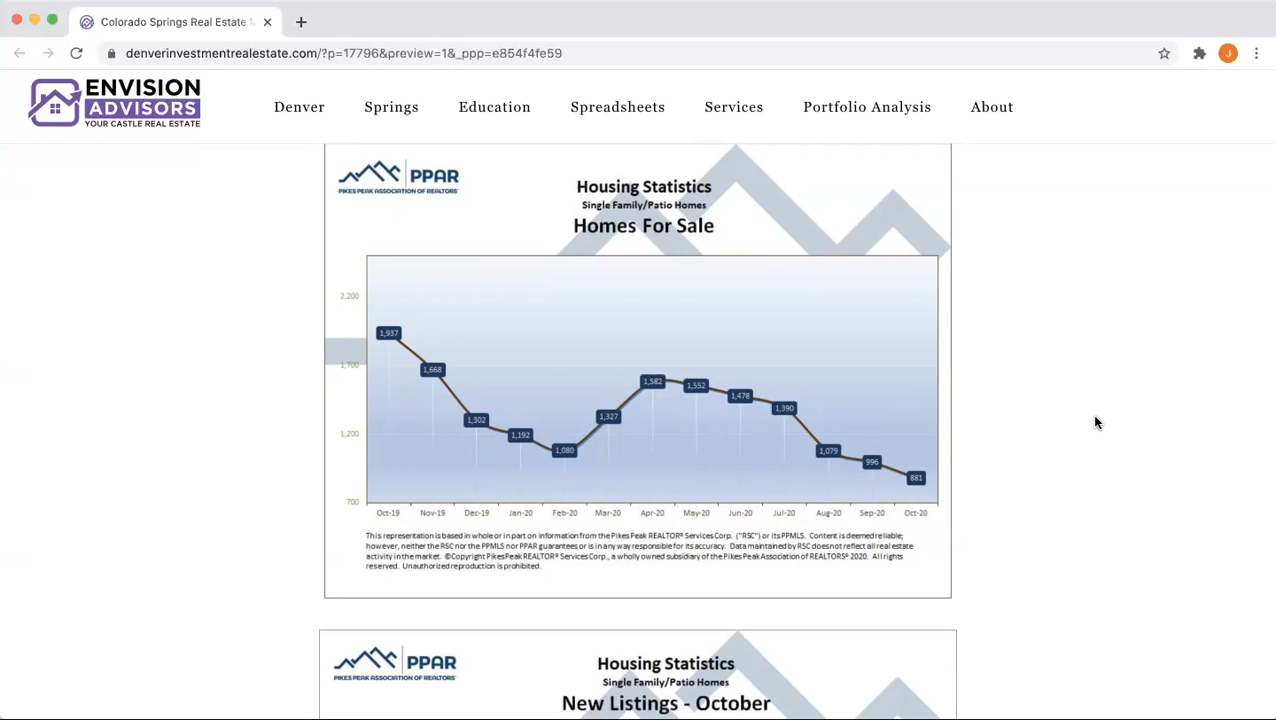 Colorado Springs Real Estate
denverinvestmentrealestate.com/?p=17796&preview=1&_ppp=e854f4fe59
J
ENVISION
ADVISORS
YOUR CASTLE REAL ESTATE
Denver Springs Education Spreadsheets Services Portfolio Analysis About
PPAR
PIKES PEAK ASSOCIATION OF REALTORS®
Housing Statistics
Single Family/Patio Homes
Homes For Sale
2,200
1,700
1,200
700
1,937
1,668
1,302
1,192
1,080
1,327
1,582
1,552
1,478
1,390
1,079
996
881
Oct-19 Nov-19 Dec-19 Jan-20 Feb-20 Mar-20 Apr-20 May-20 Jun-20 Jul-20 Aug-20 Sep-20 Oct-20
This representation is based in whole or in part on information from the Pikes Peak REALTOR® Services Corp. ("RSC") or its PPMLS. Content is deemed reliable;
however, neither the RSC nor the PPMLS nor PPAR guarantees or is in any way responsible for its accuracy. Data maintained by RSC does not reflect all real estate
activity in the market. ©Copyright Pikes Peak REALTOR® Services Corp., a wholly owned subsidiary of the Pikes Peak Association of REALTORS® 2020. All rights
reserved. Unauthorized reproduction is prohibited.
PPAR
PIKES PEAK ASSOCIATION OF REALTORS®
Housing Statistics
Single Family/Patio Homes
New Listings - October